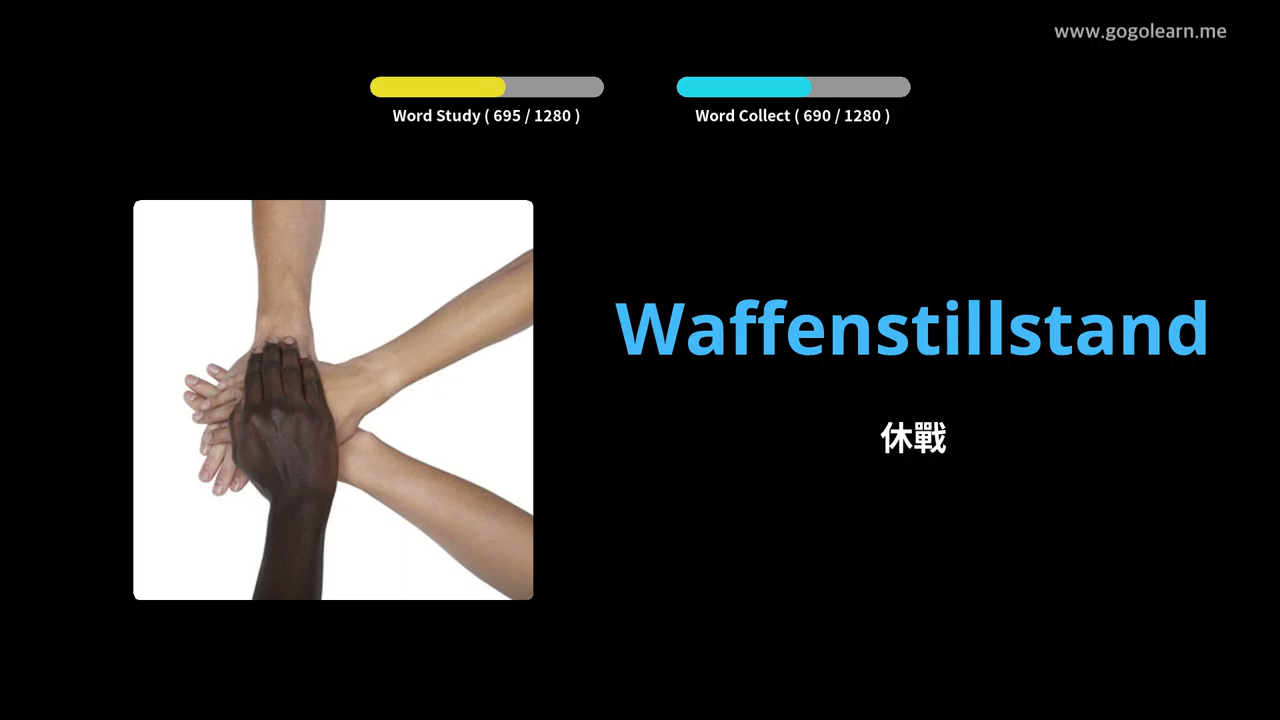 www.gogolearn.me
Word Study ( 695 / 1280 )
Word Collect ( 690 / 1280 )
Waffenstillstand
休戰